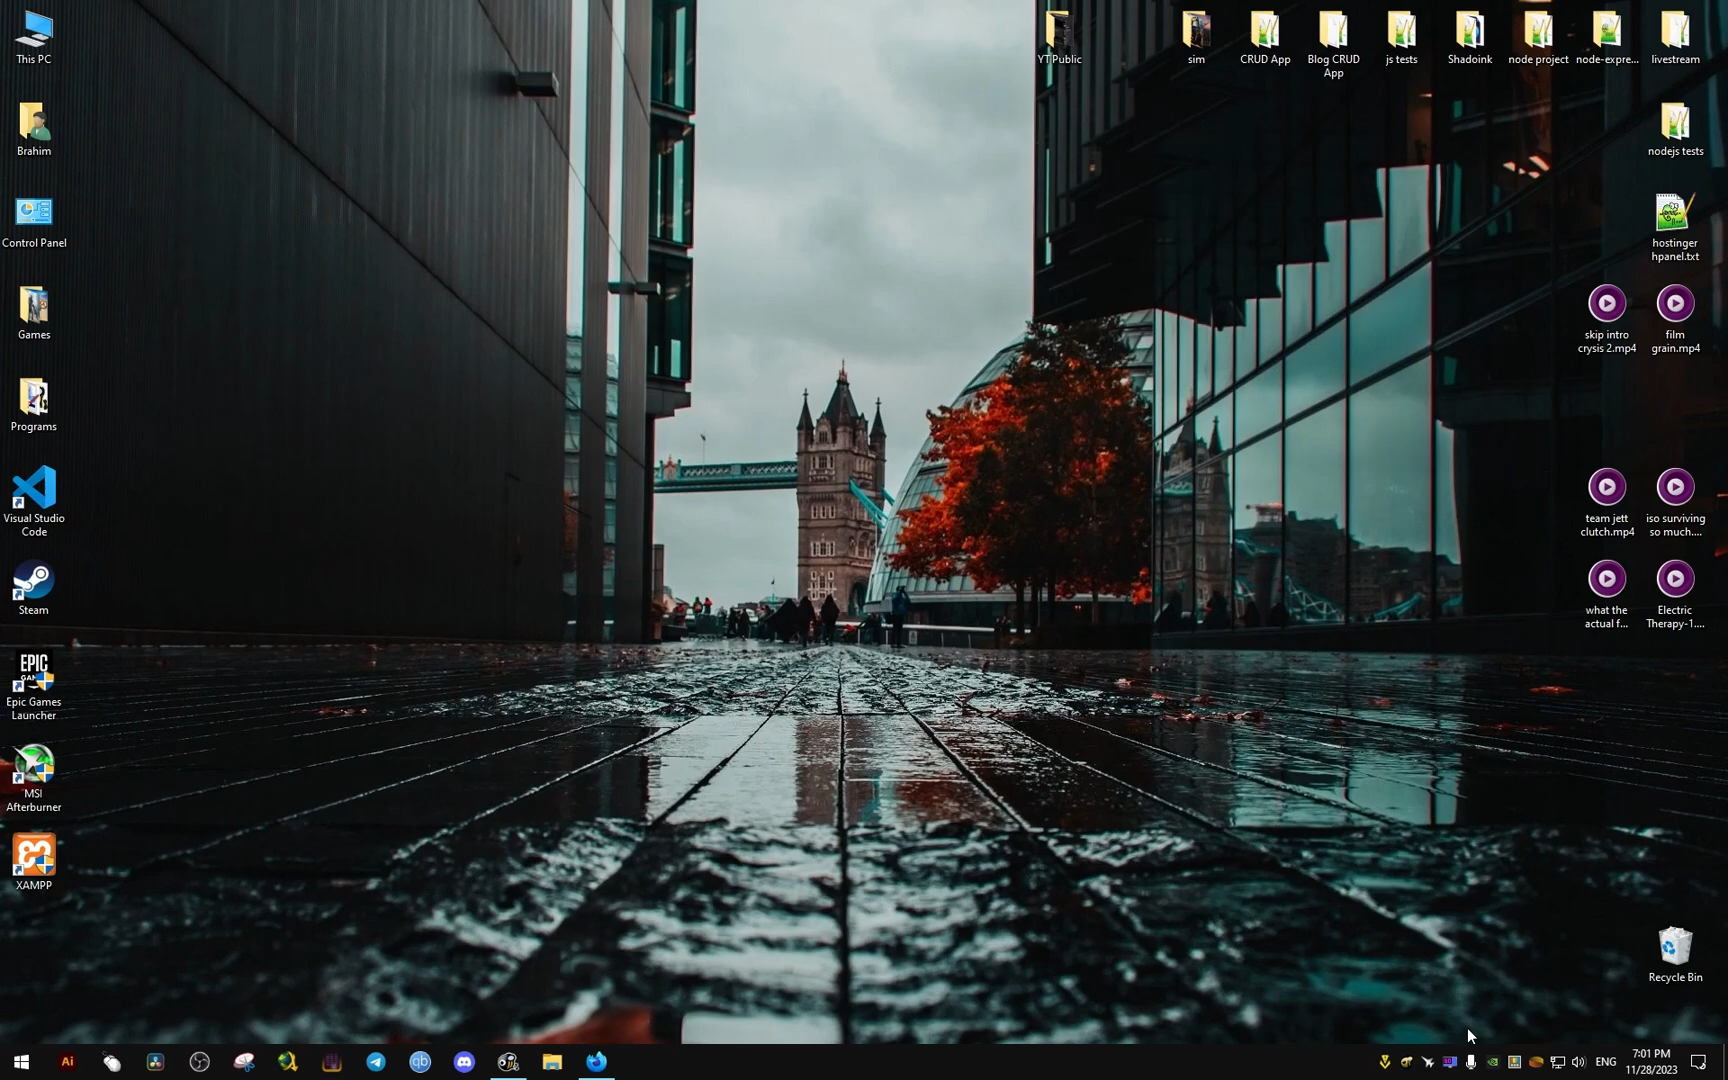 This PC
Brahim
Control Panel
Games
Programs
Visual Studio
Code
Steam
EPIC
GAMES
Epic Games
Launcher
MSI
Afterburner
XAMPP
YT Public
sim
CRUD App
Blog CRUD
App
js tests
Shadoink
node project
node-expre...
livestream
nodejs tests
hostinger
hpanel.txt
skip intro
crysis 2.mp4
film
grain.mp4
team jett
clutch.mp4
iso surviving
so much....
what the
actual f...
Electric
Therapy-1....
Recycle Bin
Ai
qb
ENG
7:01 PM
11/28/2023